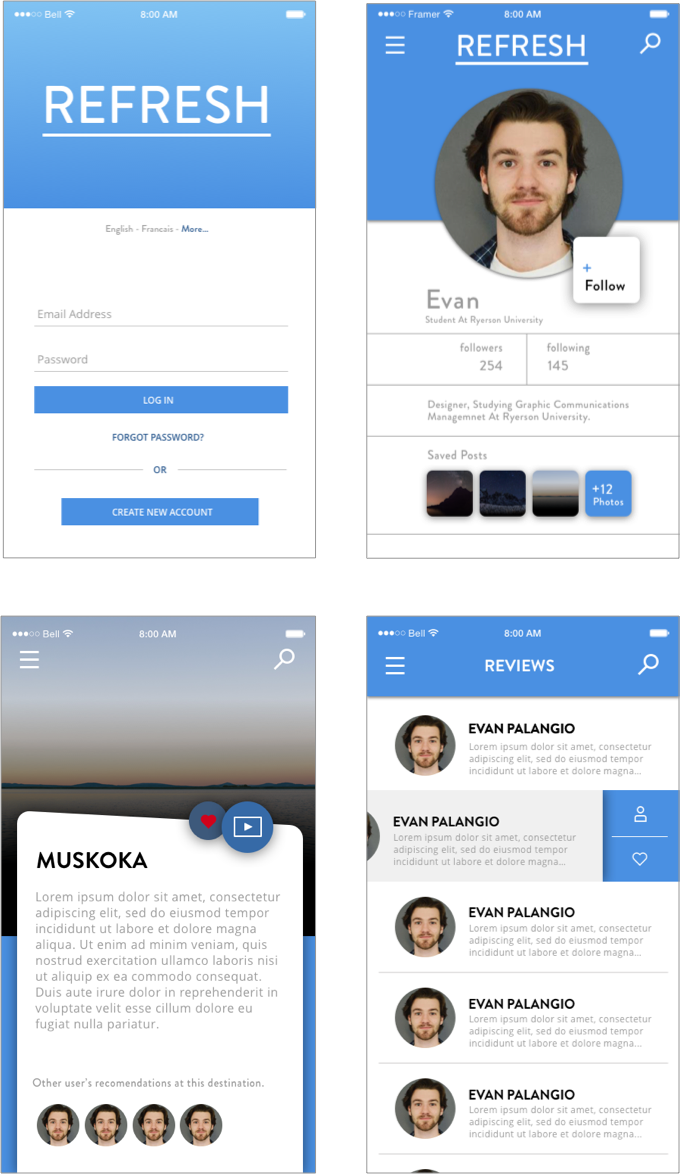 Bell 8:00 AM
REFRESH
English - Francais - More...
Email Address
Password
LOG IN
FORGOT PASSWORD?
OR
CREATE NEW ACCOUNT
Framer 8:00 AM
REFRESH
+
Follow
Evan
Student At Ryerson University
followers
254
following
145
Designer, Studying Graphic Communications
Managemnet At Ryerson University.
Saved Posts
+12
Photos
Bell 8:00 AM
MUSKOKA
Lorem ipsum dolor sit amet, consectetur
adipiscing elit, sed do eiusmod tempor
incididunt ut labore et dolore magna
aliqua. Ut enim ad minim veniam, quis
nostrud exercitation ullamco laboris nisi
ut aliquip ex ea commodo consequat.
Duis aute irure dolor in reprehenderit in
voluptate velit esse cillum dolore eu
fugiat nulla pariatur.
Other user's recomendations at this destination.
Bell 8:00 AM
REVIEWS
EVAN PALANGIO
Lorem ipsum dolor sit amet, consectetur
adipiscing elit, sed do eiusmod tempor
incididunt ut labore et dolore magna...
EVAN PALANGIO
Lorem ipsum dolor sit amet, consectetur
adipiscing elit, sed do eiusmod tempor
incididunt ut labore et dolore magna...
EVAN PALANGIO
Lorem ipsum dolor sit amet, consectetur
adipiscing elit, sed do eiusmod tempor
incididunt ut labore et dolore magna...
EVAN PALANGIO
Lorem ipsum dolor sit amet, consectetur
adipiscing elit, sed do eiusmod tempor
incididunt ut labore et dolore magna...
EVAN PALANGIO
Lorem ipsum dolor sit amet, consectetur
adipiscing elit, sed do eiusmod tempor
incididunt ut labore et dolore magna...